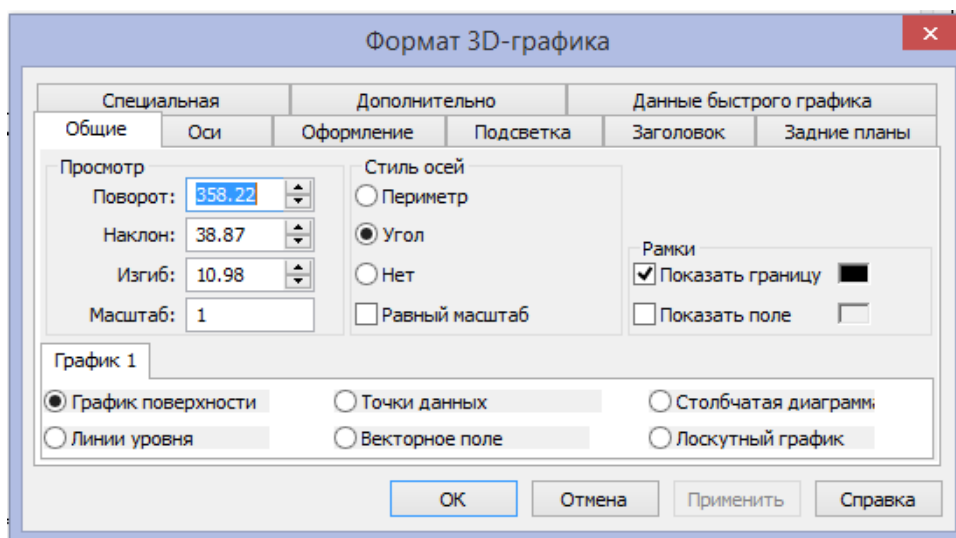 Формат 3D-графика
Специальная Дополнительно Данные быстрого графика
Общие Оси Оформление Подсветка Заголовок Задние планы
Просмотр Стиль осей
Поворот: 358.22 Периметр
Наклон: 38.87 Угол
Рамки
Изгиб: 10.98 Нет Показать границу
Масштаб: 1 Равный масштаб Показать поле
График 1
График поверхности Точки данных Столбчатая диаграмм
Линии уровня Векторное поле Лоскутный график
ОК Отмена Применить Справка